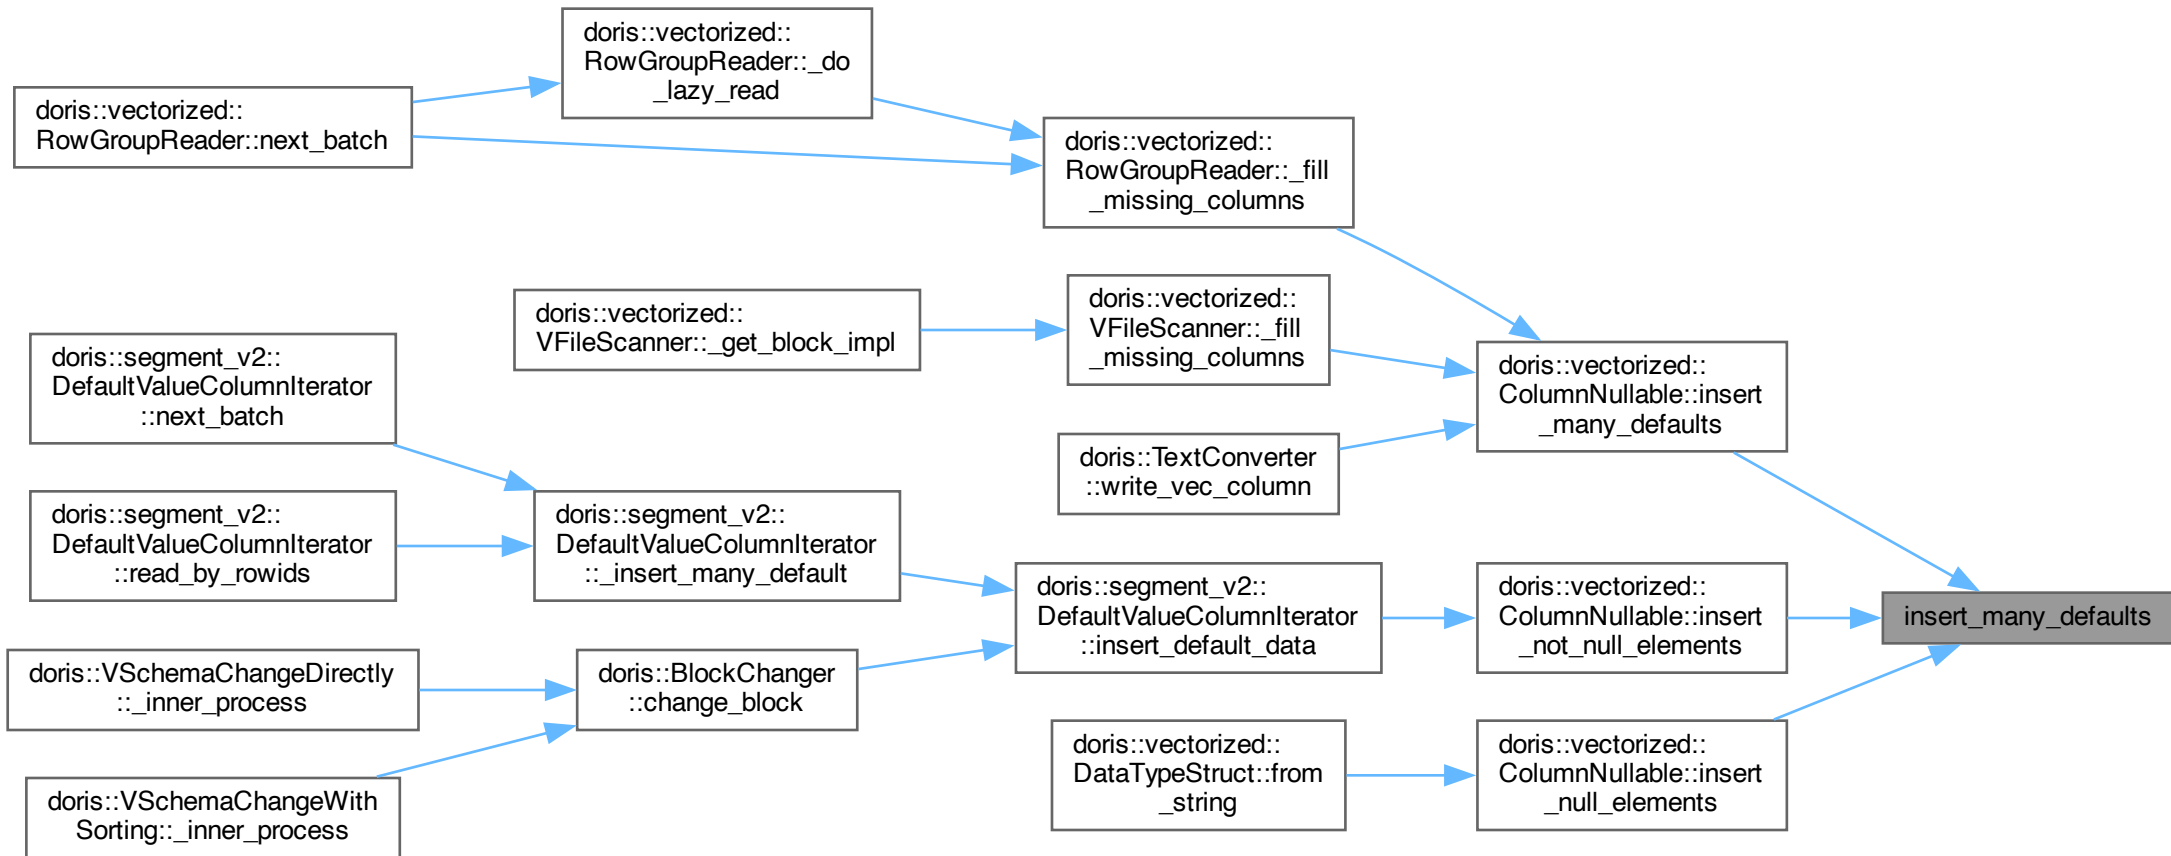 doris::vectorized::
RowGroupReader::_do
_lazy_read
doris::vectorized::
RowGroupReader::next_batch
doris::vectorized::
RowGroupReader::_fill
_missing_columns
doris::vectorized::
VFileScanner::_get_block_impl
doris::vectorized::
VFileScanner::_fill
_missing_columns
doris::segment_v2::
DefaultValueColumnIterator
::next_batch
doris::vectorized::
ColumnNullable::insert
_many_defaults
doris::TextConverter
::write_vec_column
doris::segment_v2::
DefaultValueColumnIterator
::read_by_rowids
doris::segment_v2::
DefaultValueColumnIterator
::_insert_many_default
doris::segment_v2::
DefaultValueColumnIterator
::insert_default_data
doris::vectorized::
ColumnNullable::insert
_not_null_elements
insert_many_defaults
doris::VSchemaChangeDirectly
::_inner_process
doris::BlockChanger
::change_block
doris::vectorized::
DataTypeStruct::from
_string
doris::vectorized::
ColumnNullable::insert
_null_elements
doris::VSchemaChangeWith
Sorting::_inner_process